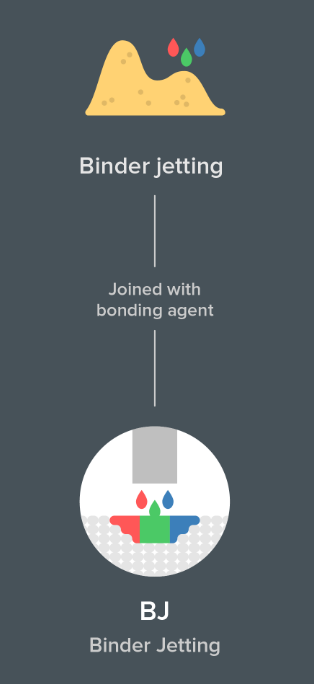 Binder jetting
Joined with
bonding agent
BJ
Binder Jetting